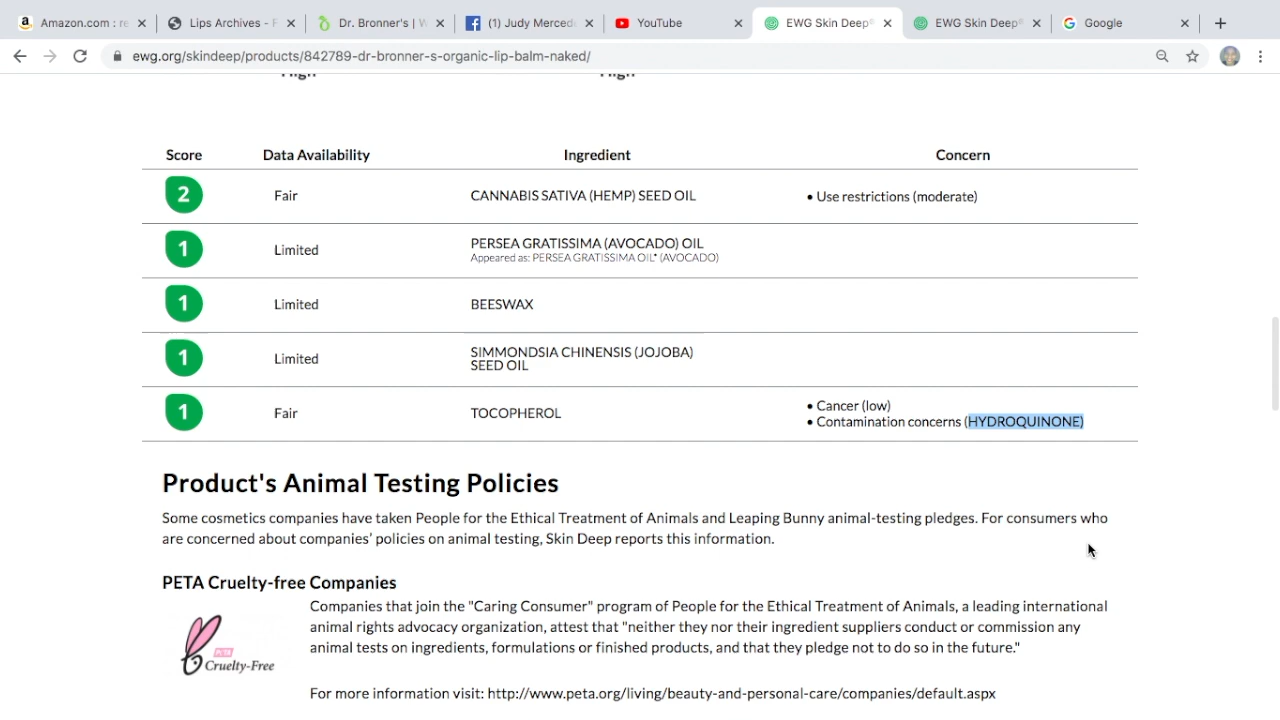 Amazon.com : re
Lips Archives - F
Dr. Bronner's | W
(1) Judy Merced
YouTube
EWG Skin Deep®
EWG Skin Deep®
Google
ewg.org/skindeep/products/842789-dr-bronner-s-organic-lip-balm-naked/
High High
Score Data Availability Ingredient Concern
2 Fair CANNABIS SATIVA (HEMP) SEED OIL • Use restrictions (moderate)
1 Limited PERSEA GRATISSIMA (AVOCADO) OIL
Appeared as: PERSEA GRATISSIMA OIL* (AVOCADO)
1 Limited BEESWAX
1 Limited SIMMONDSIA CHINENSIS (JOJOBA)
SEED OIL
1 Fair TOCOPHEROL • Cancer (low)
• Contamination concerns (HYDROQUINONE)
Product's Animal Testing Policies
Some cosmetics companies have taken People for the Ethical Treatment of Animals and Leaping Bunny animal-testing pledges. For consumers who
are concerned about companies' policies on animal testing, Skin Deep reports this information.
PETA Cruelty-free Companies
Companies that join the "Caring Consumer" program of People for the Ethical Treatment of Animals, a leading international
animal rights advocacy organization, attest that "neither they nor their ingredient suppliers conduct or commission any
animal tests on ingredients, formulations or finished products, and that they pledge not to do so in the future."
PETA
Cruelty-Free
For more information visit: http://www.peta.org/living/beauty-and-personal-care/companies/default.aspx